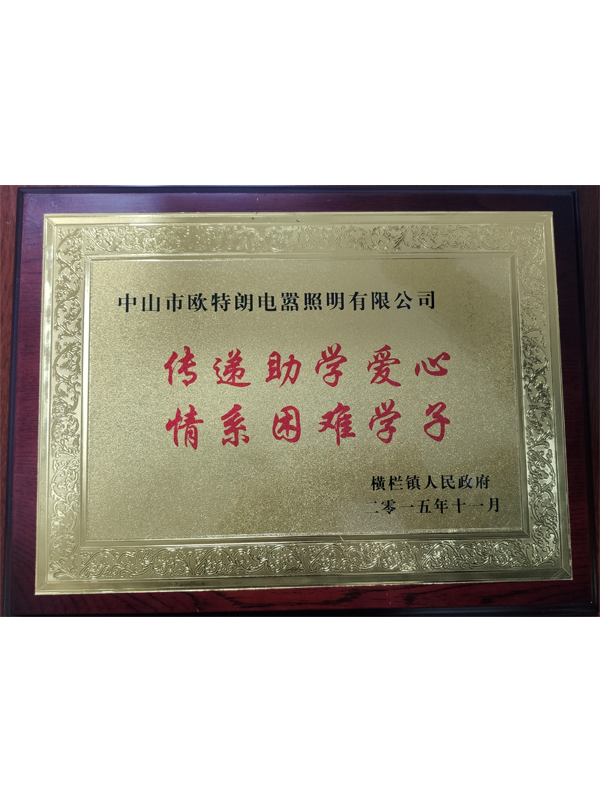 中山市欧特朗电嚣照明有限公司
传递助学爱心
情系困难学子
横栏镇人民政府
二零一五年十一月